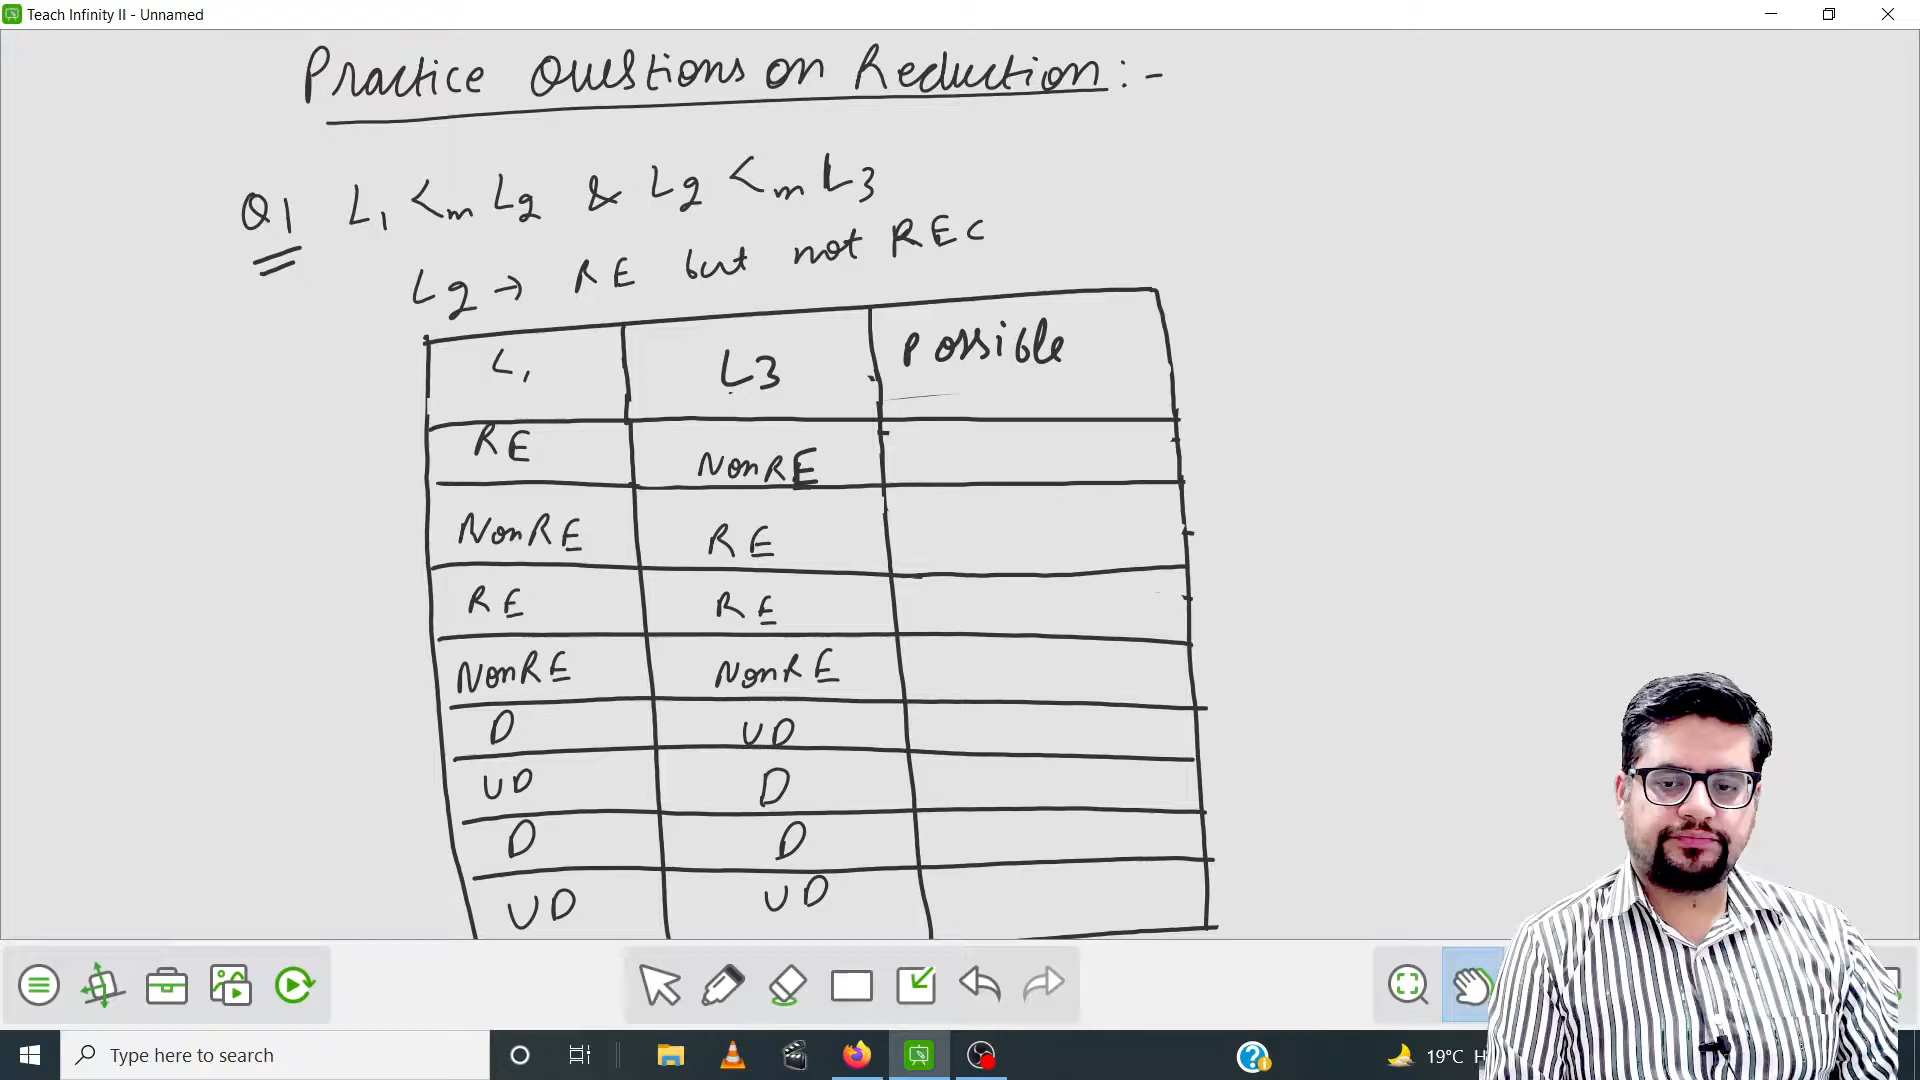 Teach Infinity II - Unnamed
Practice Questions on Reduction:-
Q1 L1 <m L2 & L2 <m L3
L2 → RE but not REC
L1 L3 Possible
RE NonRE
NonRE RE
RE RE
NonRE NonRE
D UD
UD D
D D
UD UD
Type here to search
19°C